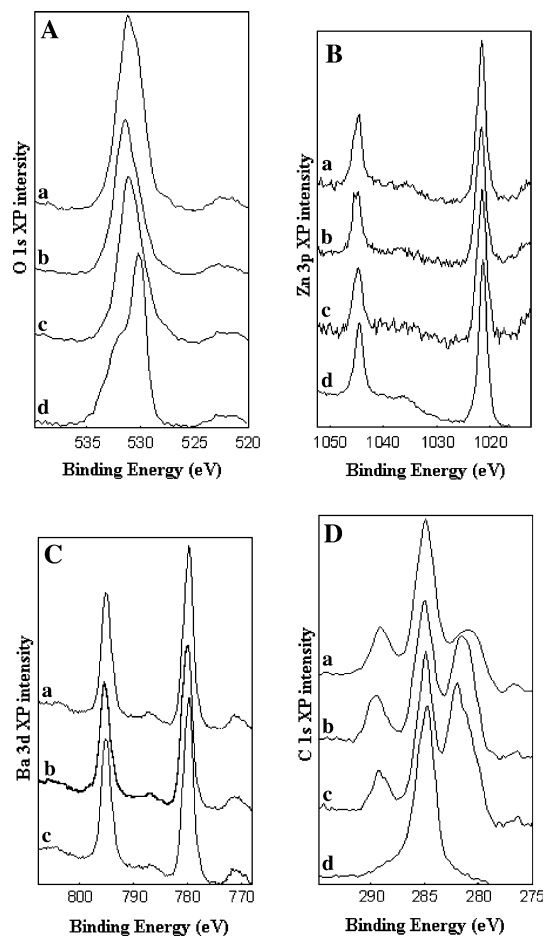 A
O 1s XP intersity
a
b
c
d
535
530
525
520
Binding Energy (eV)
B
Zn 3p XP intersity
a
b
c
d
1050
1040
1030
1020
Binding Energy (eV)
C
Ba 3d XP intensity
a
b
c
800
790
780
770
Binding Energy (eV)
D
C 1s XP intensity
a
b
c
d
290
285
280
275
Binding Energy (eV)